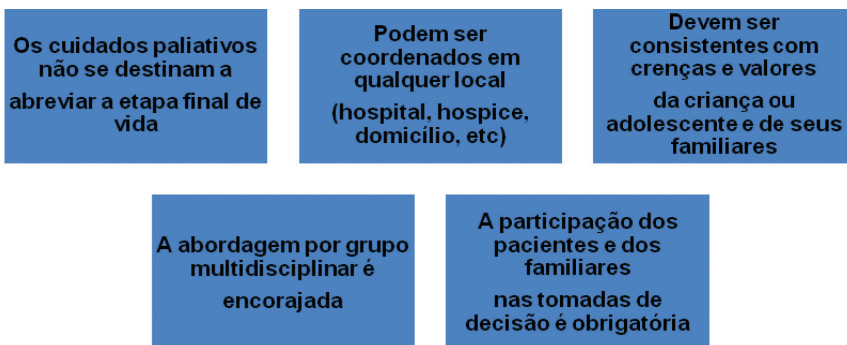 Os cuidados paliativos
não se destinam a
abreviar a etapa final de
vida
Podem ser
coordenados em
qualquer local
(hospital, hospice,
domicílio, etc)
Devem ser
consistentes com
crenças e valores
da criança ou
adolescente e de seus
familiares
A abordagem por grupo
multidisciplinar é
encorajada
A participação dos
pacientes e dos
familiares
nas tomadas de
decisão é obrigatória